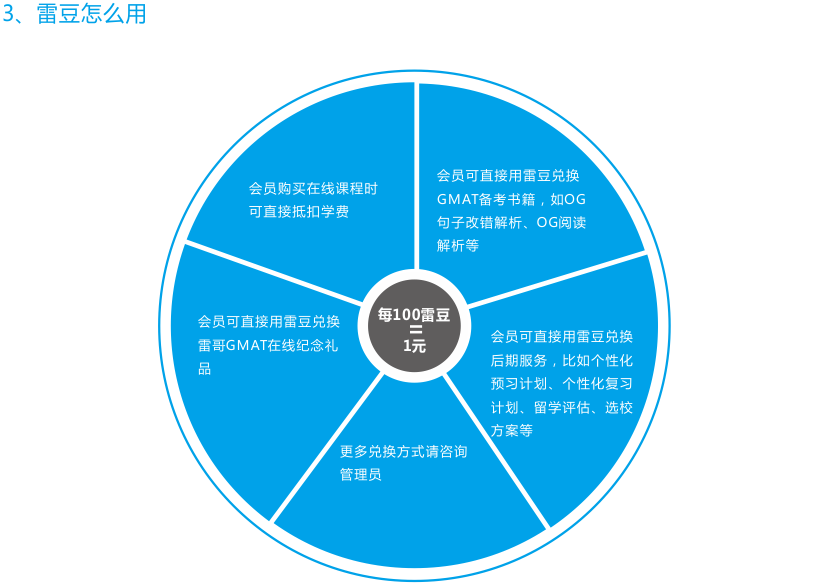 3、雷豆怎么用
会员购买在线课程时
可直接抵扣学费
会员可直接用雷豆兑换
GMAT备考书籍，如OG
句子改错解析、OG阅读
解析等
每100雷豆
=
1元
会员可直接用雷豆兑换
雷哥GMAT在线纪念礼
品
会员可直接用雷豆兑换
后期服务，比如个性化
预习计划、个性化复习
计划、留学评估、选校
方案等
更多兑换方式请咨询
管理员